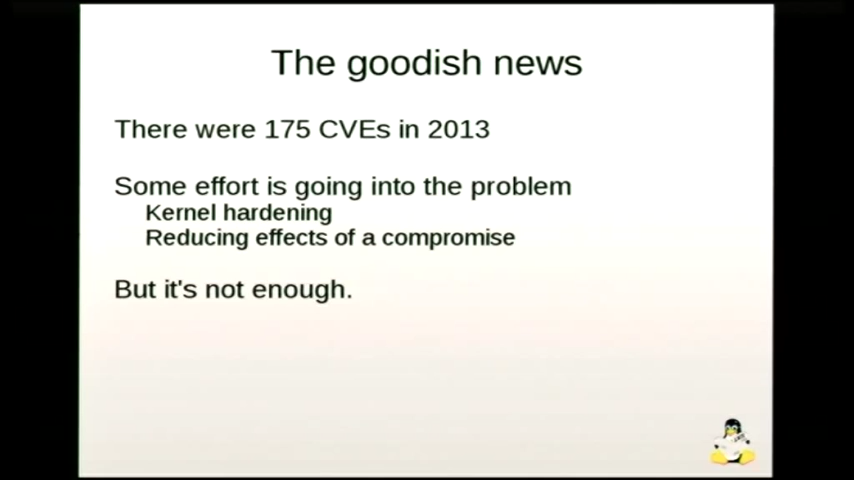 The goodish news
There were 175 CVEs in 2013
Some effort is going into the problem
Kernel hardening
Reducing effects of a compromise
But it's not enough.